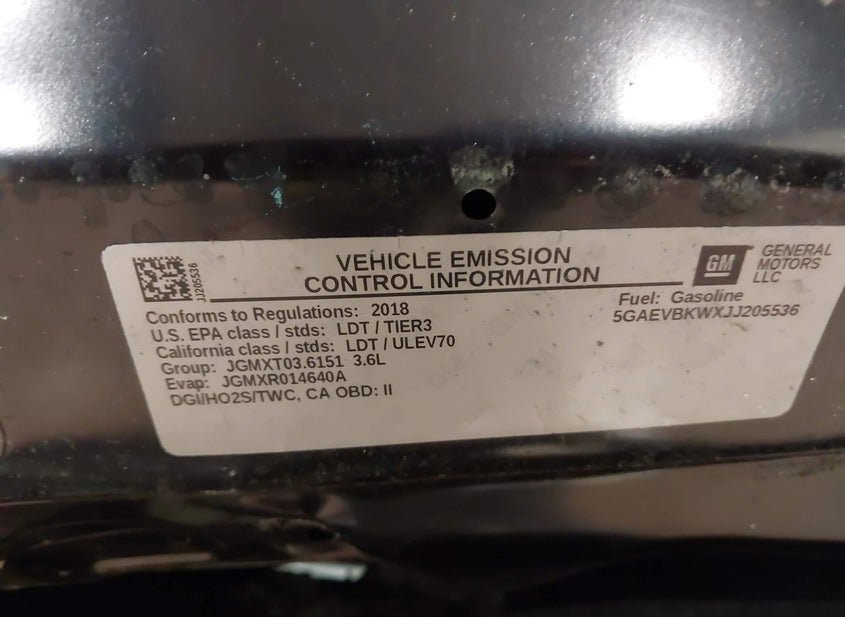 JJ205536
VEHICLE EMISSION
CONTROL INFORMATION
GM
GENERAL
MOTORS
LLC
Conforms to Regulations: 2018
U.S. EPA class / stds: LDT / TIER3
California class / stds: LDT / ULEV70
Group: JGMXT03.6151 3.6L
Evap: JGMXR014640A
DGI/HO2S/TWC, CA OBD: II
Fuel: Gasoline
5GAEVBKWXJJ205536